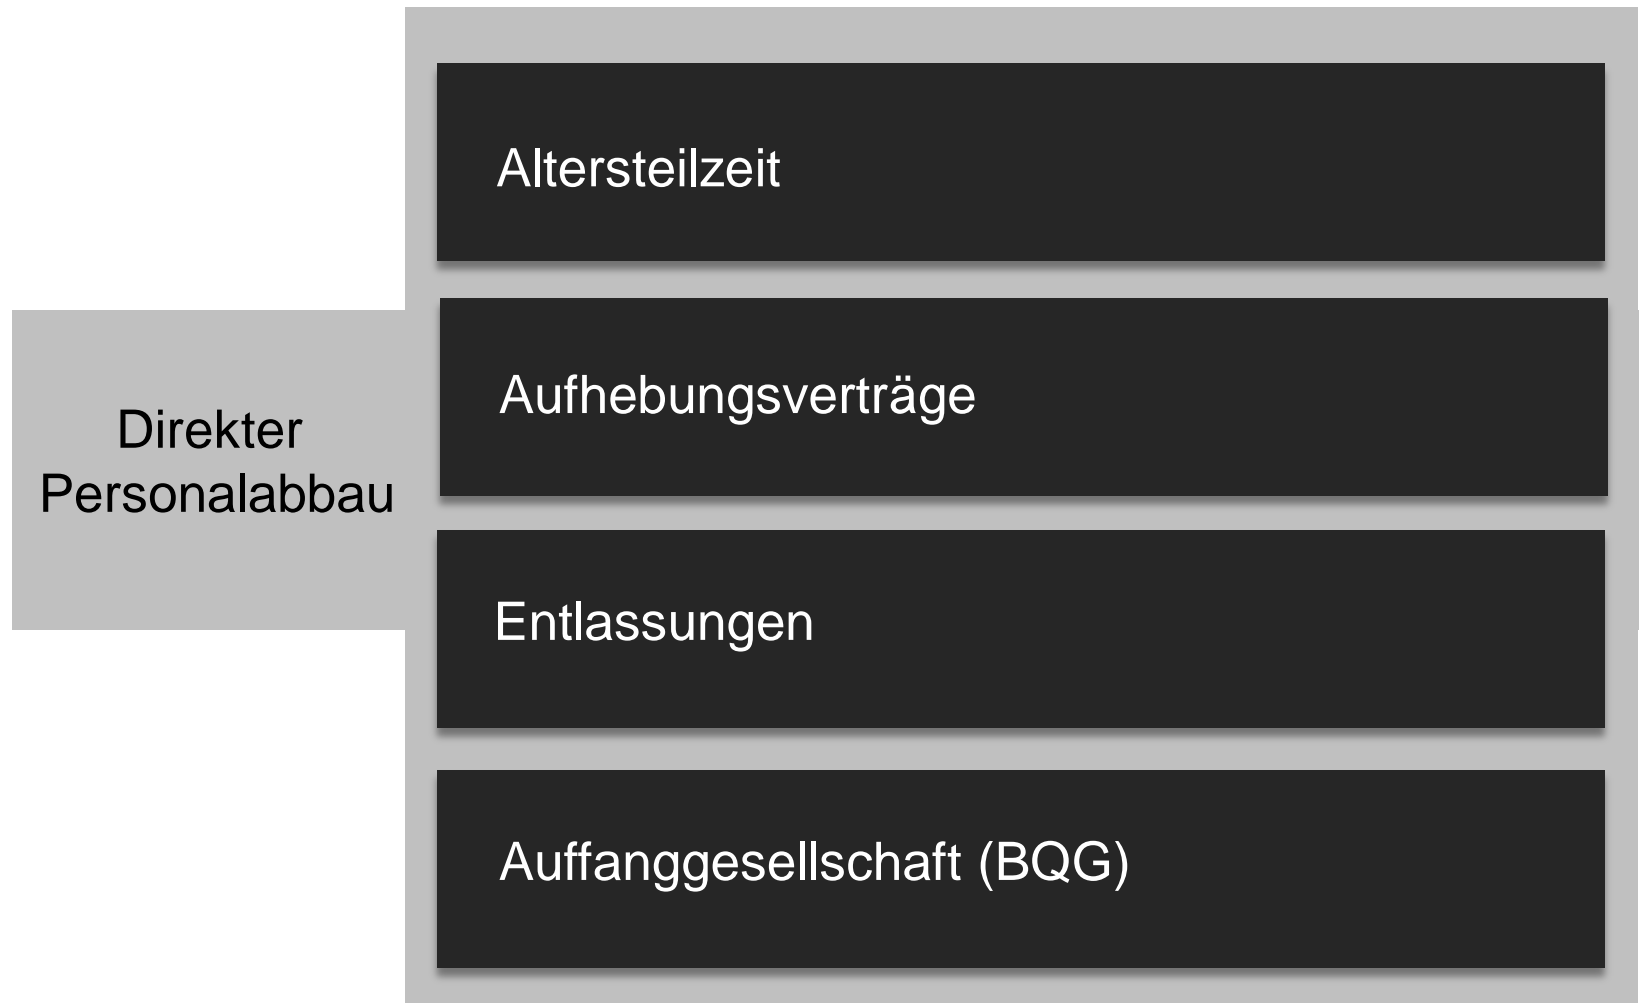 Altersteilzeit
Aufhebungsverträge
Direkter
Personalabbau
Entlassungen
Auffanggesellschaft (BQG)